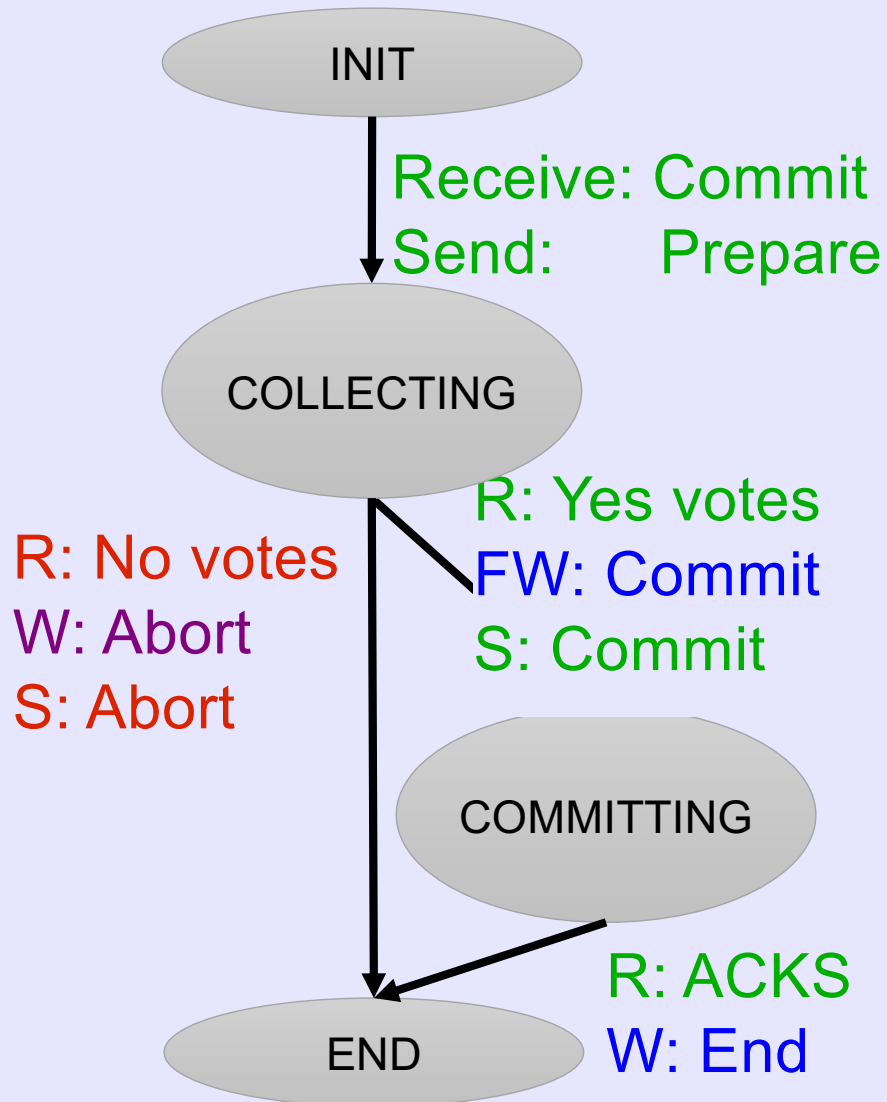 INIT
Receive: Commit
Send: Prepare
COLLECTING
R: Yes votes
FW: Commit
S: Commit
R: No votes
W: Abort
S: Abort
COMMITTING
R: ACKS
W: End
END